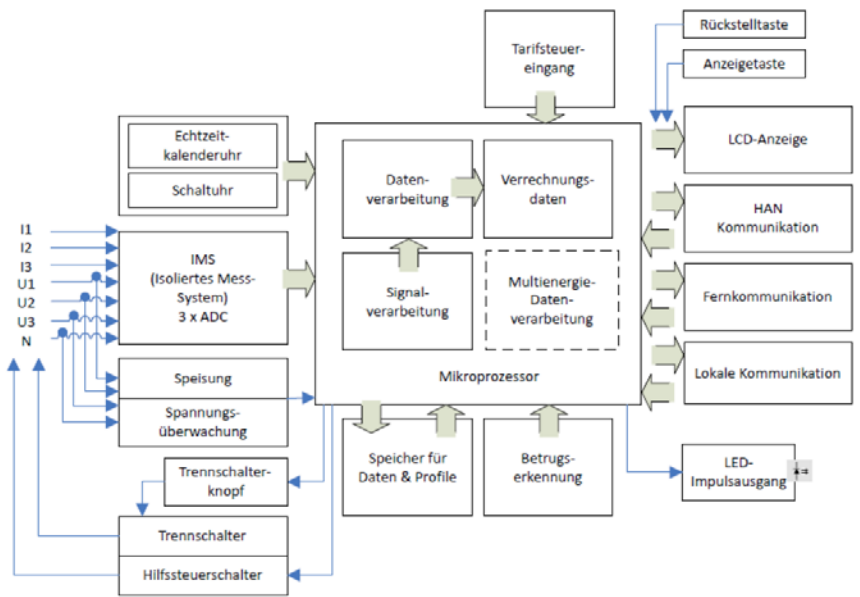 Rückstelltaste
Anzeigetaste
Tarifsteuer-
eingang
Echtzeit-
kalenderuhr
Schaltuhr
LCD-Anzeige
Daten-
verarbeitung
Verrechnungs-
daten
HAN
Kommunikation
I1
I2
I3
U1
U2
U3
N
IMS
(Isoliertes Mess-
System)
3 x ADC
Signal-
verarbeitung
Multienergie-
Daten-
verarbeitung
Fernkommunikation
Mikroprozessor
Lokale Kommunikation
Speisung
Spannungs-
überwachung
Speicher für
Daten & Profile
Betrugs-
erkennung
LED-
Impulsausgang
Trennschalter-
knopf
Trennschalter
Hilfssteuerschalter